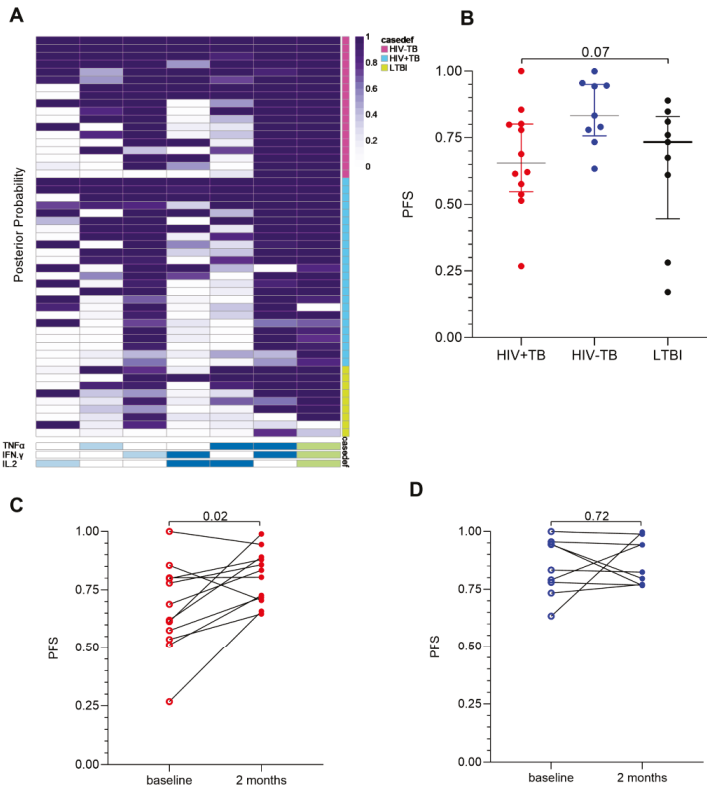 A
casedef
HIV-TB
HIV+TB
LTBI
1
0.8
0.6
0.4
0.2
0
Posterior Probability
TNFα
IFN.γ
IL.2
casedef
B
0.07
PFS
1.00
0.75
0.50
0.25
0.00
HIV+TB HIV-TB LTBI
C
0.02
PFS
1.00
0.75
0.50
0.25
0.00
baseline 2 months
D
0.72
PFS
1.00
0.75
0.50
0.25
0.00
baseline 2 months